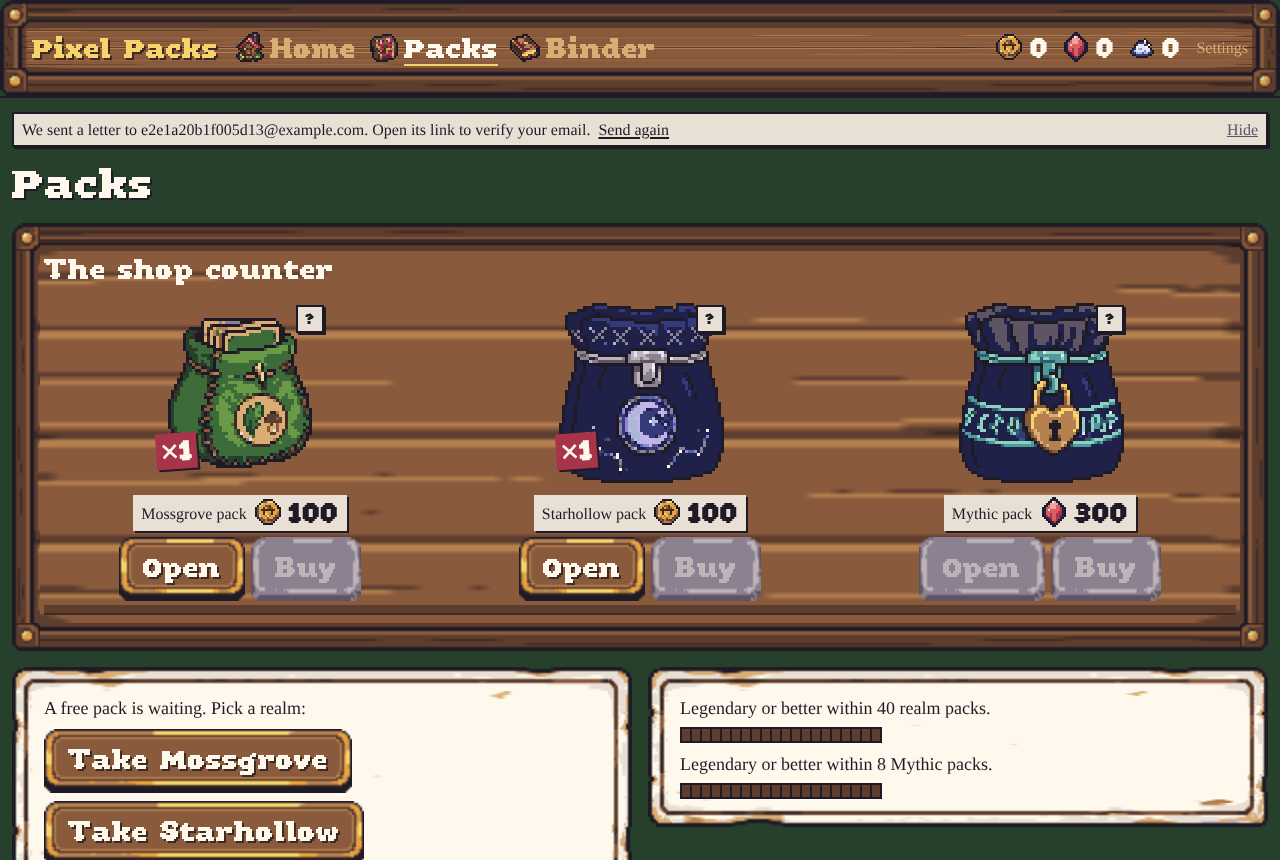 Pixel Packs Home Packs Binder 0 0 0 Settings
We sent a letter to e2e1a20b1f005d13@example.com. Open its link to verify your email. Send again Hide
Packs
The shop counter
? ? ?
×1 ×1
Mossgrove pack 100 Starhollow pack 100 Mythic pack 300
Open Buy Open Buy Open Buy
A free pack is waiting. Pick a realm:
Take Mossgrove
Take Starhollow
Legendary or better within 40 realm packs.
Legendary or better within 8 Mythic packs.